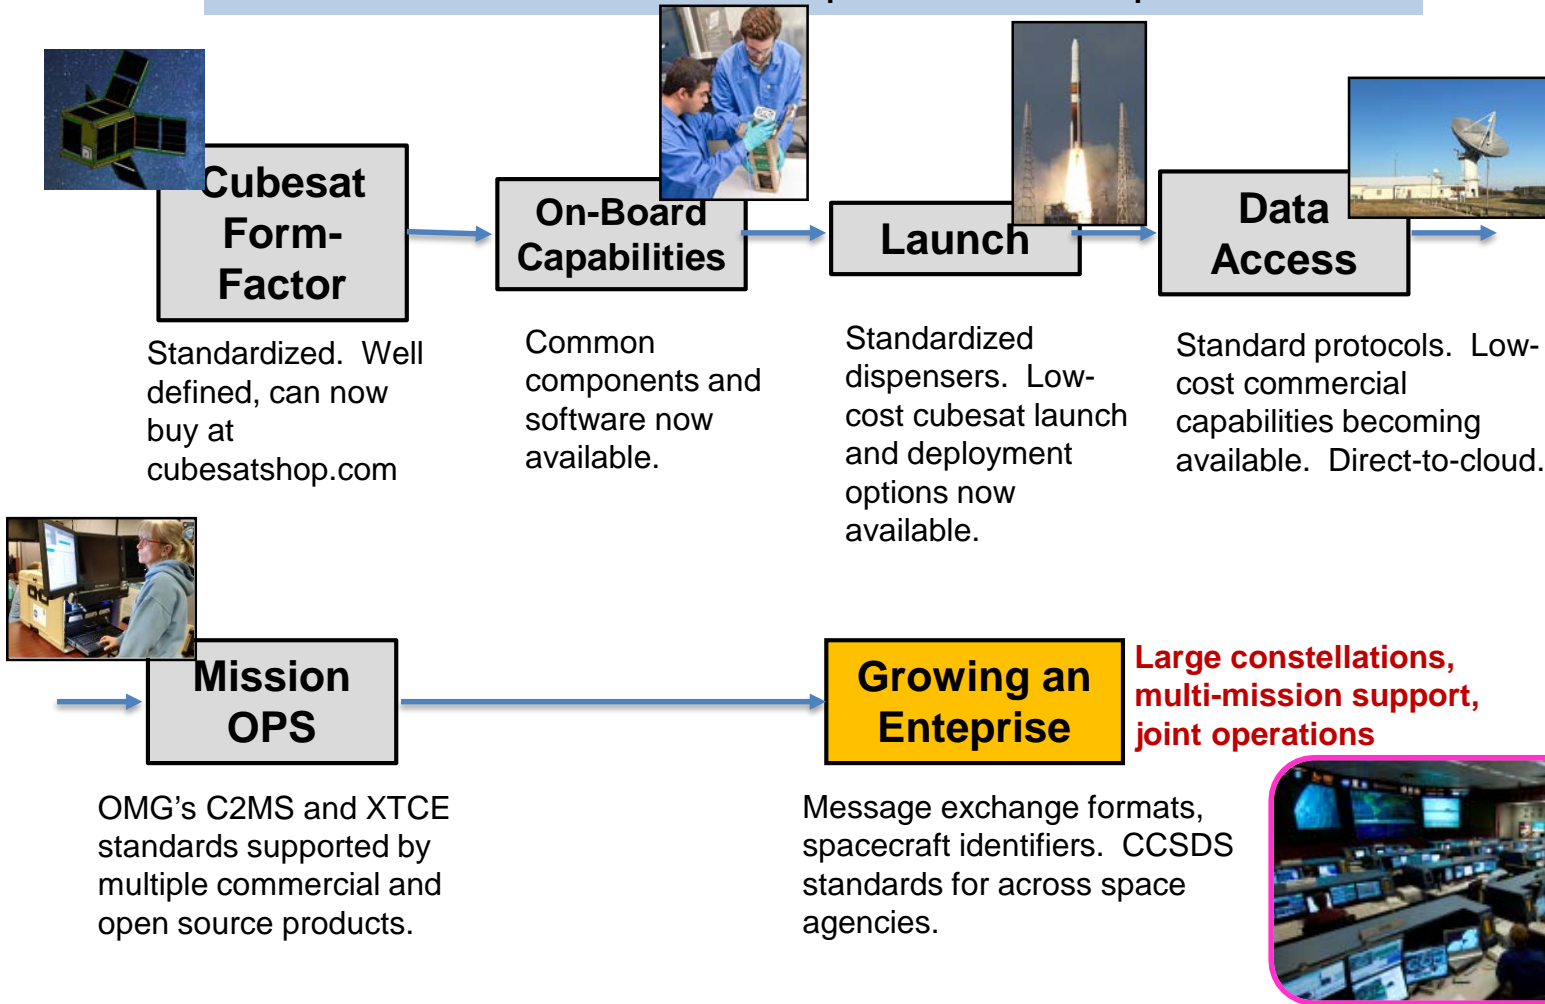 Cubesat
Form-
Factor
On-Board
Capabilities
Launch
Data
Access
Standardized.  Well
defined, can now
buy at
cubesatshop.com
Common
components and
software now
available.
Standardized
dispensers.  Low-
cost cubesat launch
and deployment
options now
available.
Standard protocols.  Low-
cost commercial
capabilities becoming
available.  Direct-to-cloud.
Mission
OPS
Growing an
Enteprise
Large constellations,
multi-mission support,
joint operations
OMG’s C2MS and XTCE
standards supported by
multiple commercial and
open source products.
Message exchange formats,
spacecraft identifiers.  CCSDS
standards for across space
agencies.